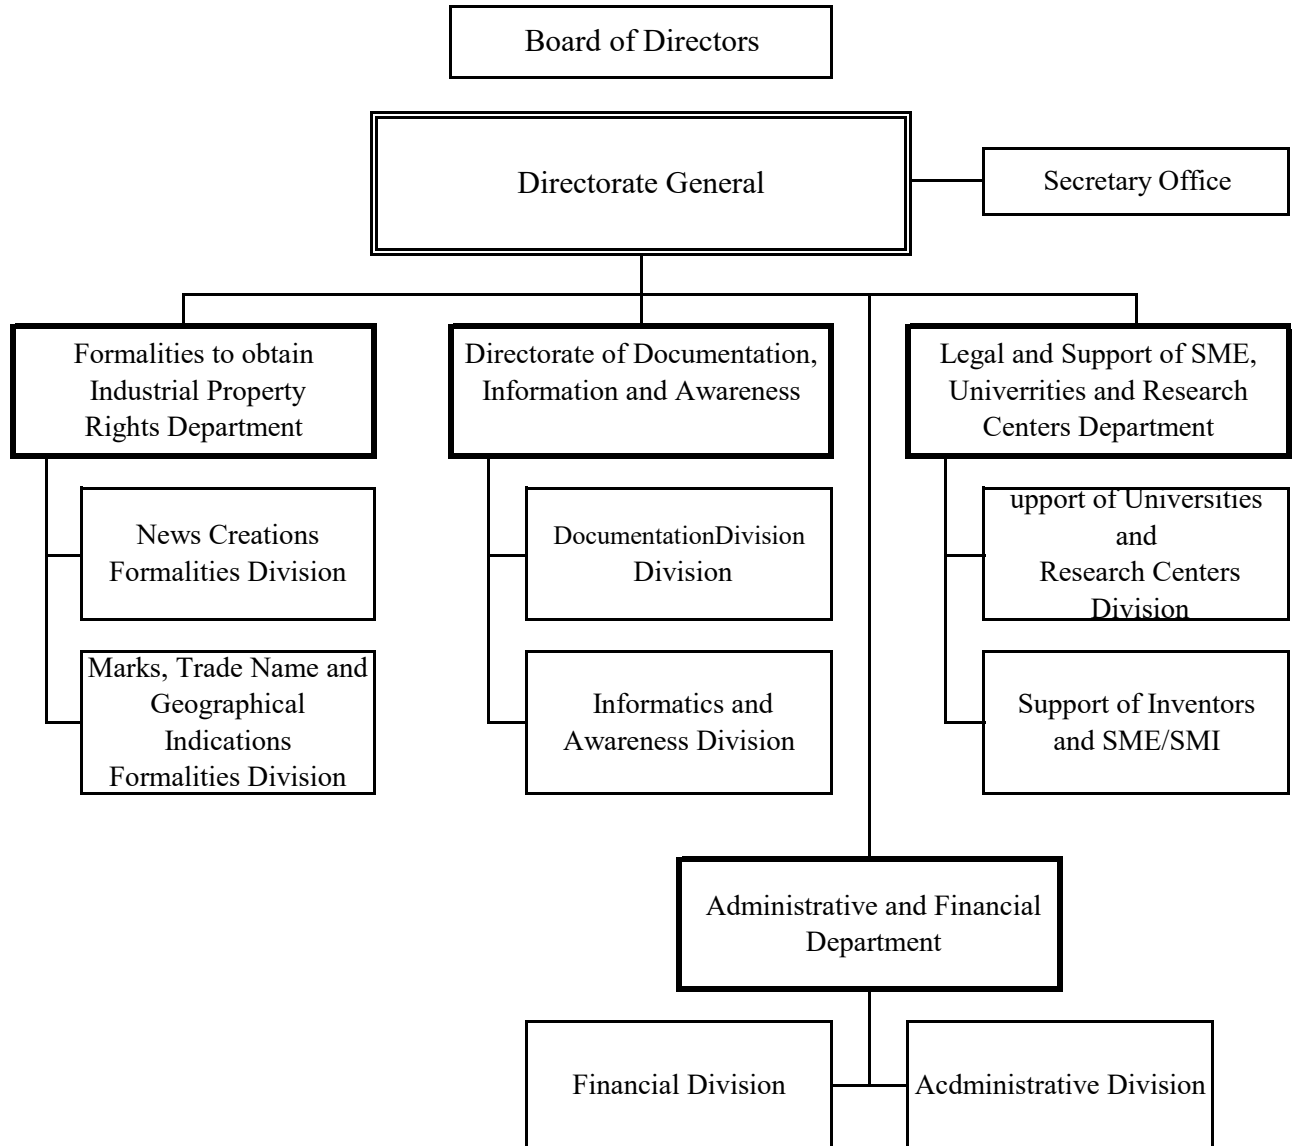 Board of Directors
Directorate General
Secretary Office
Formalities to obtain
Industrial Property
Rights Department
Directorate of Documentation,
Information and Awareness
Legal and Support of SME,
Univerrities and Research
Centers Department
News Creations
Formalities Division
DocumentationDivision
Division
upport of Universities
and
Research Centers
Division
Marks, Trade Name and
Geographical
Indications
Formalities Division
Informatics and
Awareness Division
Support of Inventors
and SME/SMI
Administrative and Financial
Department
Financial Division
Acdministrative Division